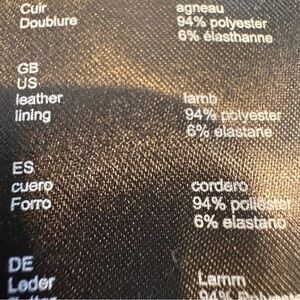 Cuir agneau
Doublure 94% polyester
6% élasthanne
GB
US
leather lamb
lining 94% polyester
6% elastane
ES
cuero cordero
Forro 94% poliéster
6% elastano
DE
Leder Lamm